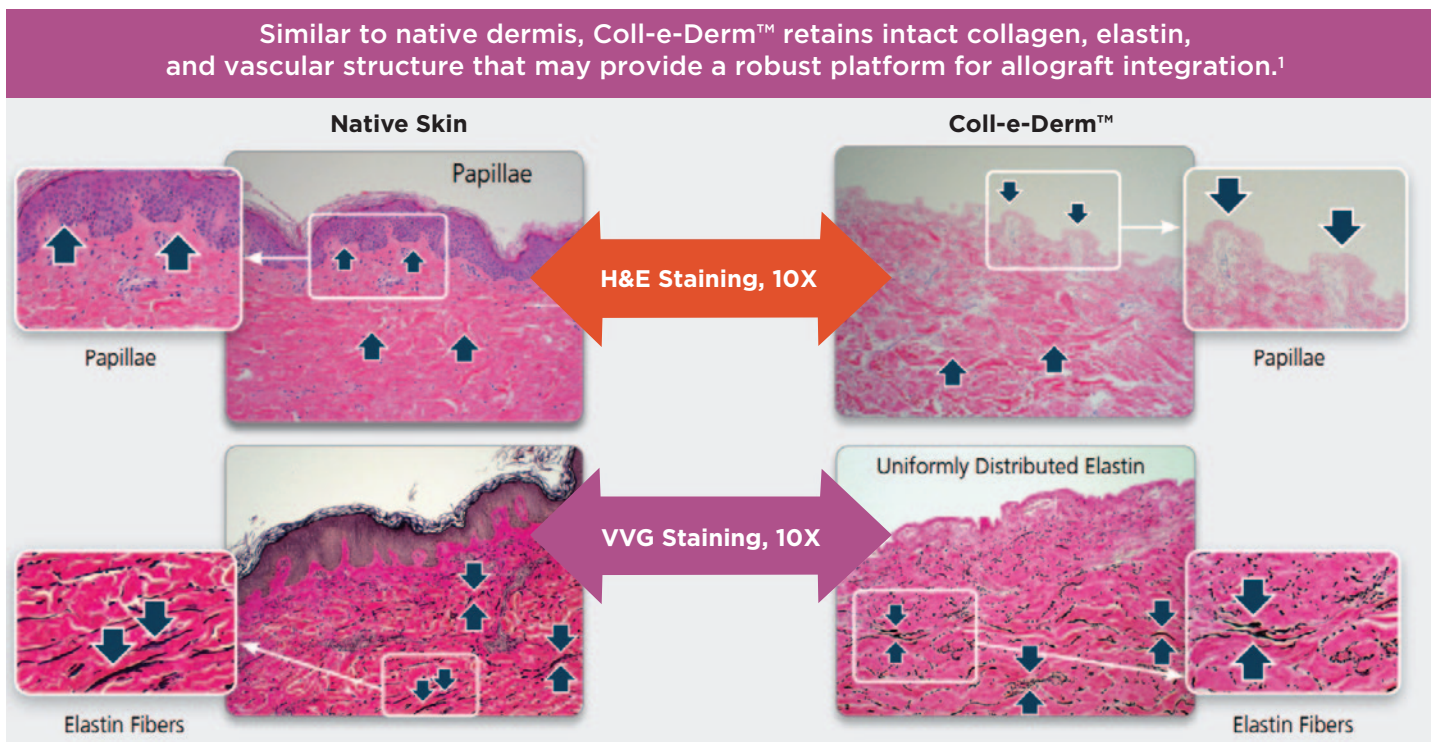 Similar to native dermis, Coll-e-Derm™ retains intact collagen, elastin,
and vascular structure that may provide a robust platform for allograft integration.¹
Native Skin
Coll-e-Derm™
Papillae
Papillae
H&E Staining, 10X
Papillae
Uniformly Distributed Elastin
VVG Staining, 10X
Elastin Fibers
Elastin Fibers